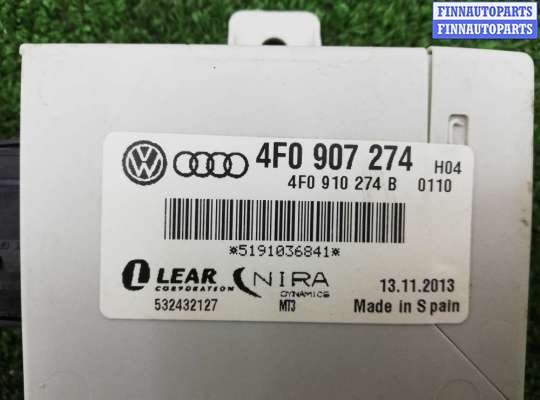 FINNAUTOPARTS
FINNAUTOPARTS
4F0 907 274 H04
4F0 910 274 B 0110
*5191036841*
LEAR
CORPORATION
NIRA
DYNAMICS
13.11.2013
532432127 MT3 Made in Spain